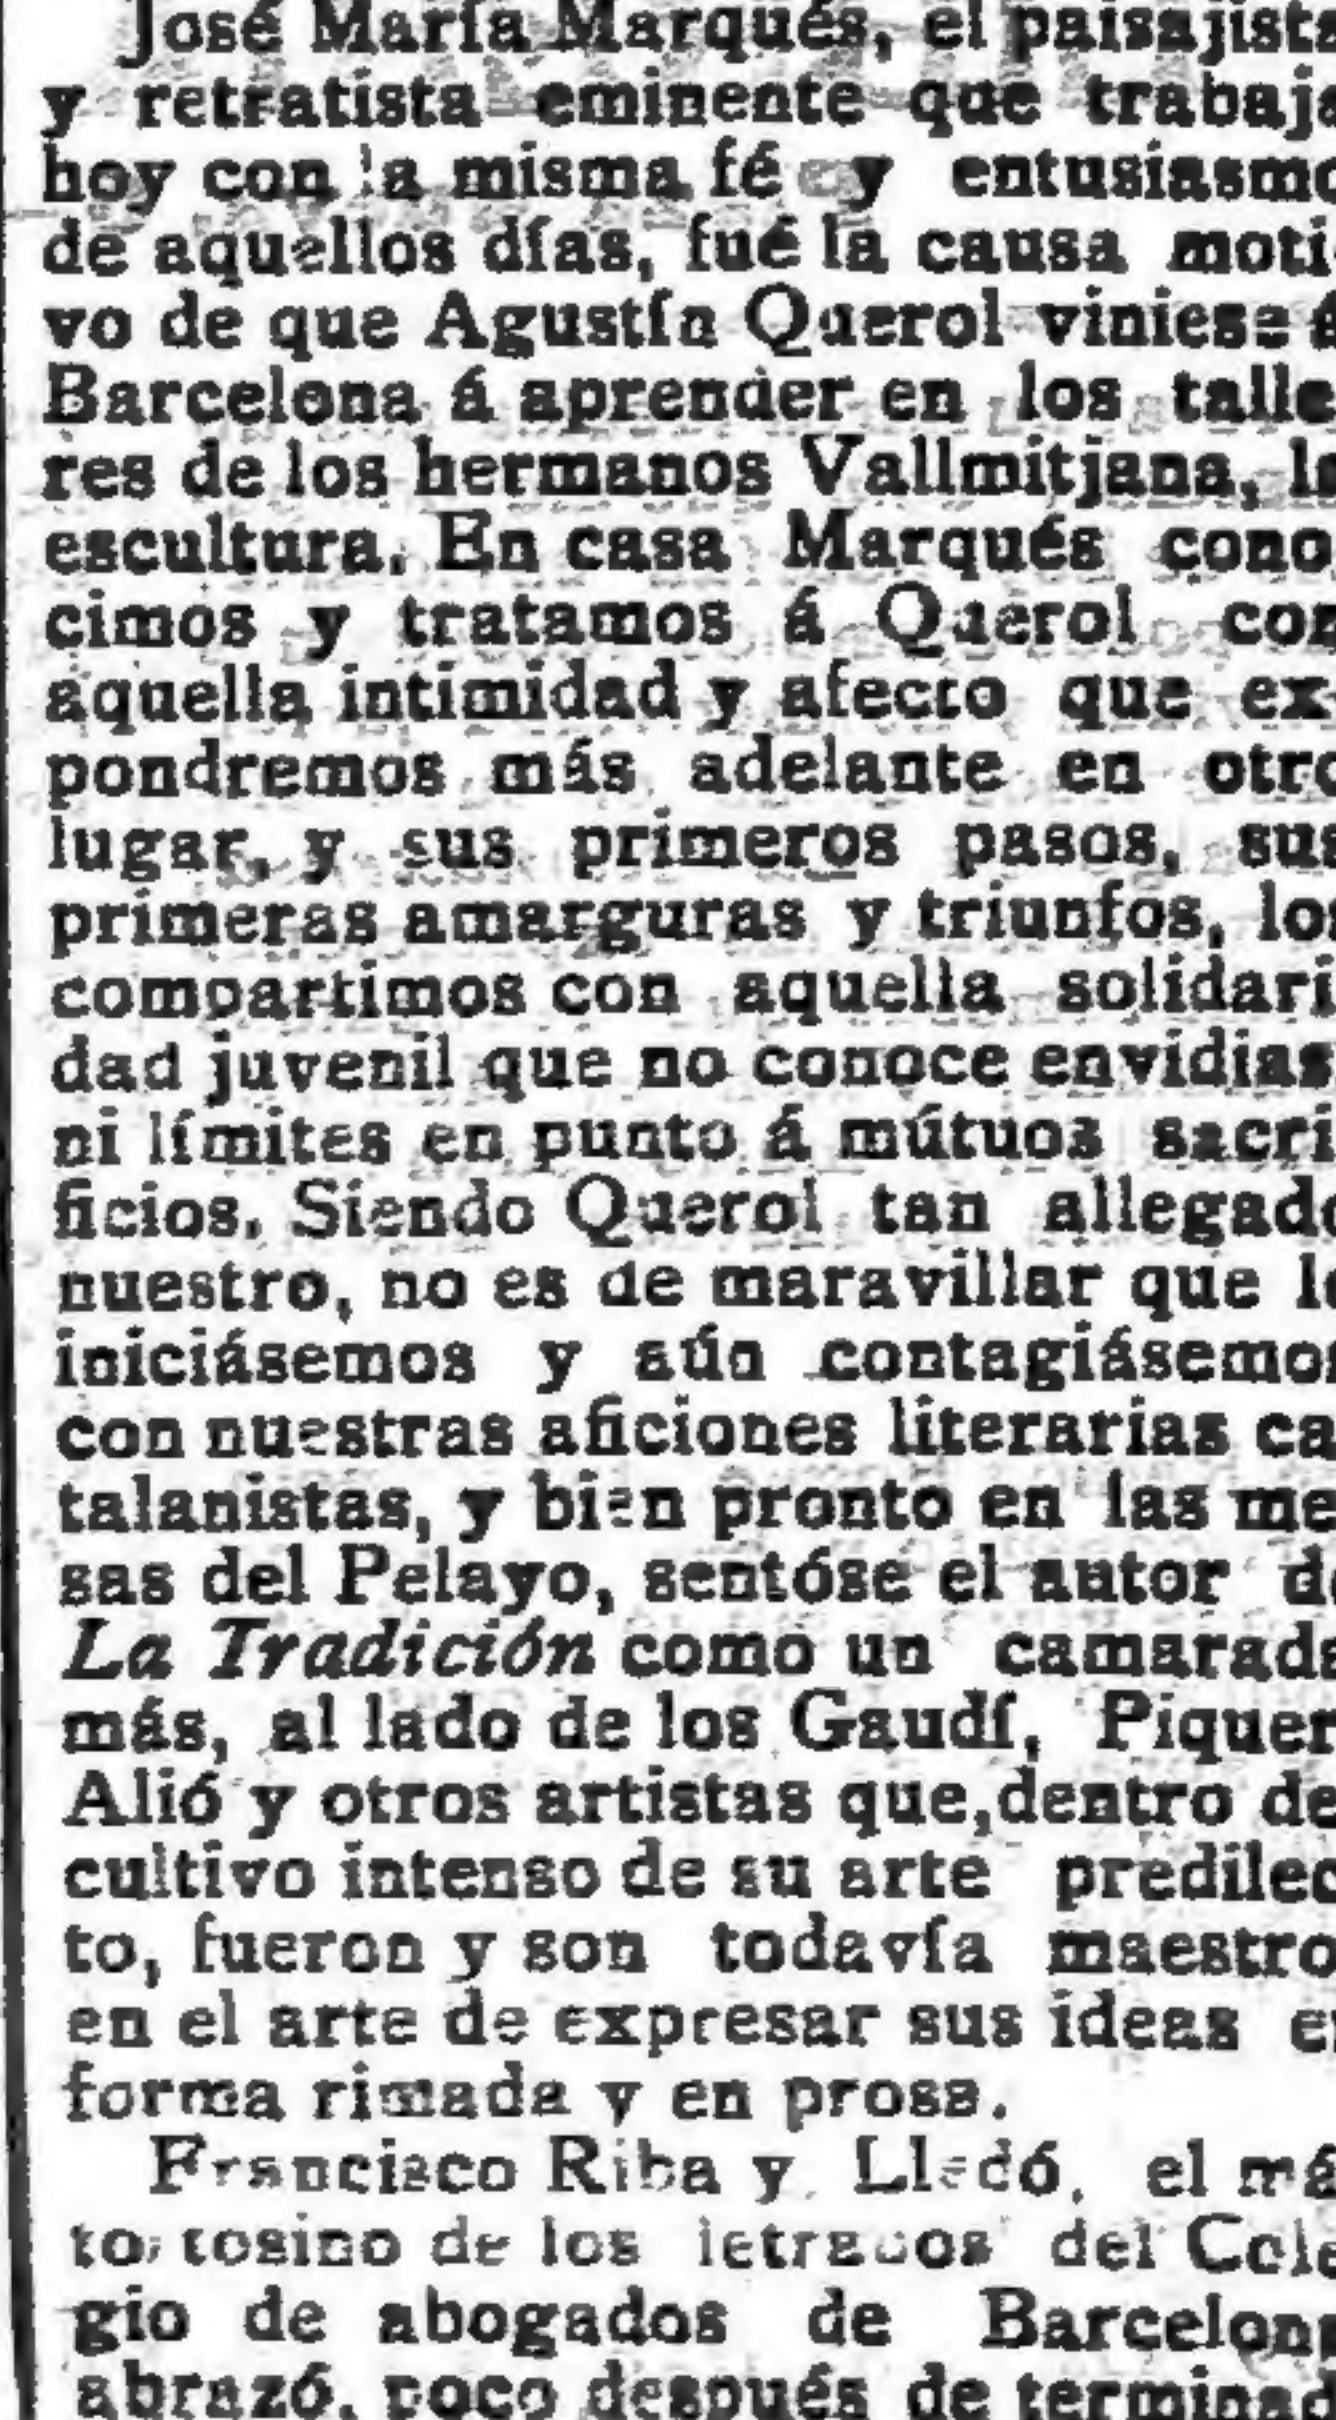 José María Marqués, el paisajista
y retratista eminente que trabaja
hoy con la misma fé y entusiasmo
de aquellos días, fué la causa moti-
vo de que Agustín Querol viniese á
Barcelona á aprender en los talle-
res de los hermanos Vallmitjana, la
escultura. En casa Marqués cono-
cimos y tratamos á Querol con
aquella intimidad y afecto que ex-
pondremos más adelante en otro
lugar, y sus primeros pasos, sus
primeras amarguras y triunfos, los
compartimos con aquella solidari-
dad juvenil que no conoce envidias
ni límites en punto á mútuos sacri-
ficios. Siendo Querol tan allegado
nuestro, no es de maravillar que le
iniciásemos y aún contagiásemos
con nuestras aficiones literarias ca-
talanistas, y bien pronto en las me-
sas del Pelayo, sentóse el autor de
La Tradición como un camarada
más, al lado de los Gaudí, Piquer,
Alió y otros artistas que, dentro del
cultivo intenso de su arte predilec-
to, fueron y son todavía maestros
en el arte de expresar sus ideas en
forma rimada y en prosa.
Francisco Riba y Lledó, el má
tortosino de los letrados del Cole-
gio de abogados de Barcelona
abrazó, poco después de terminad